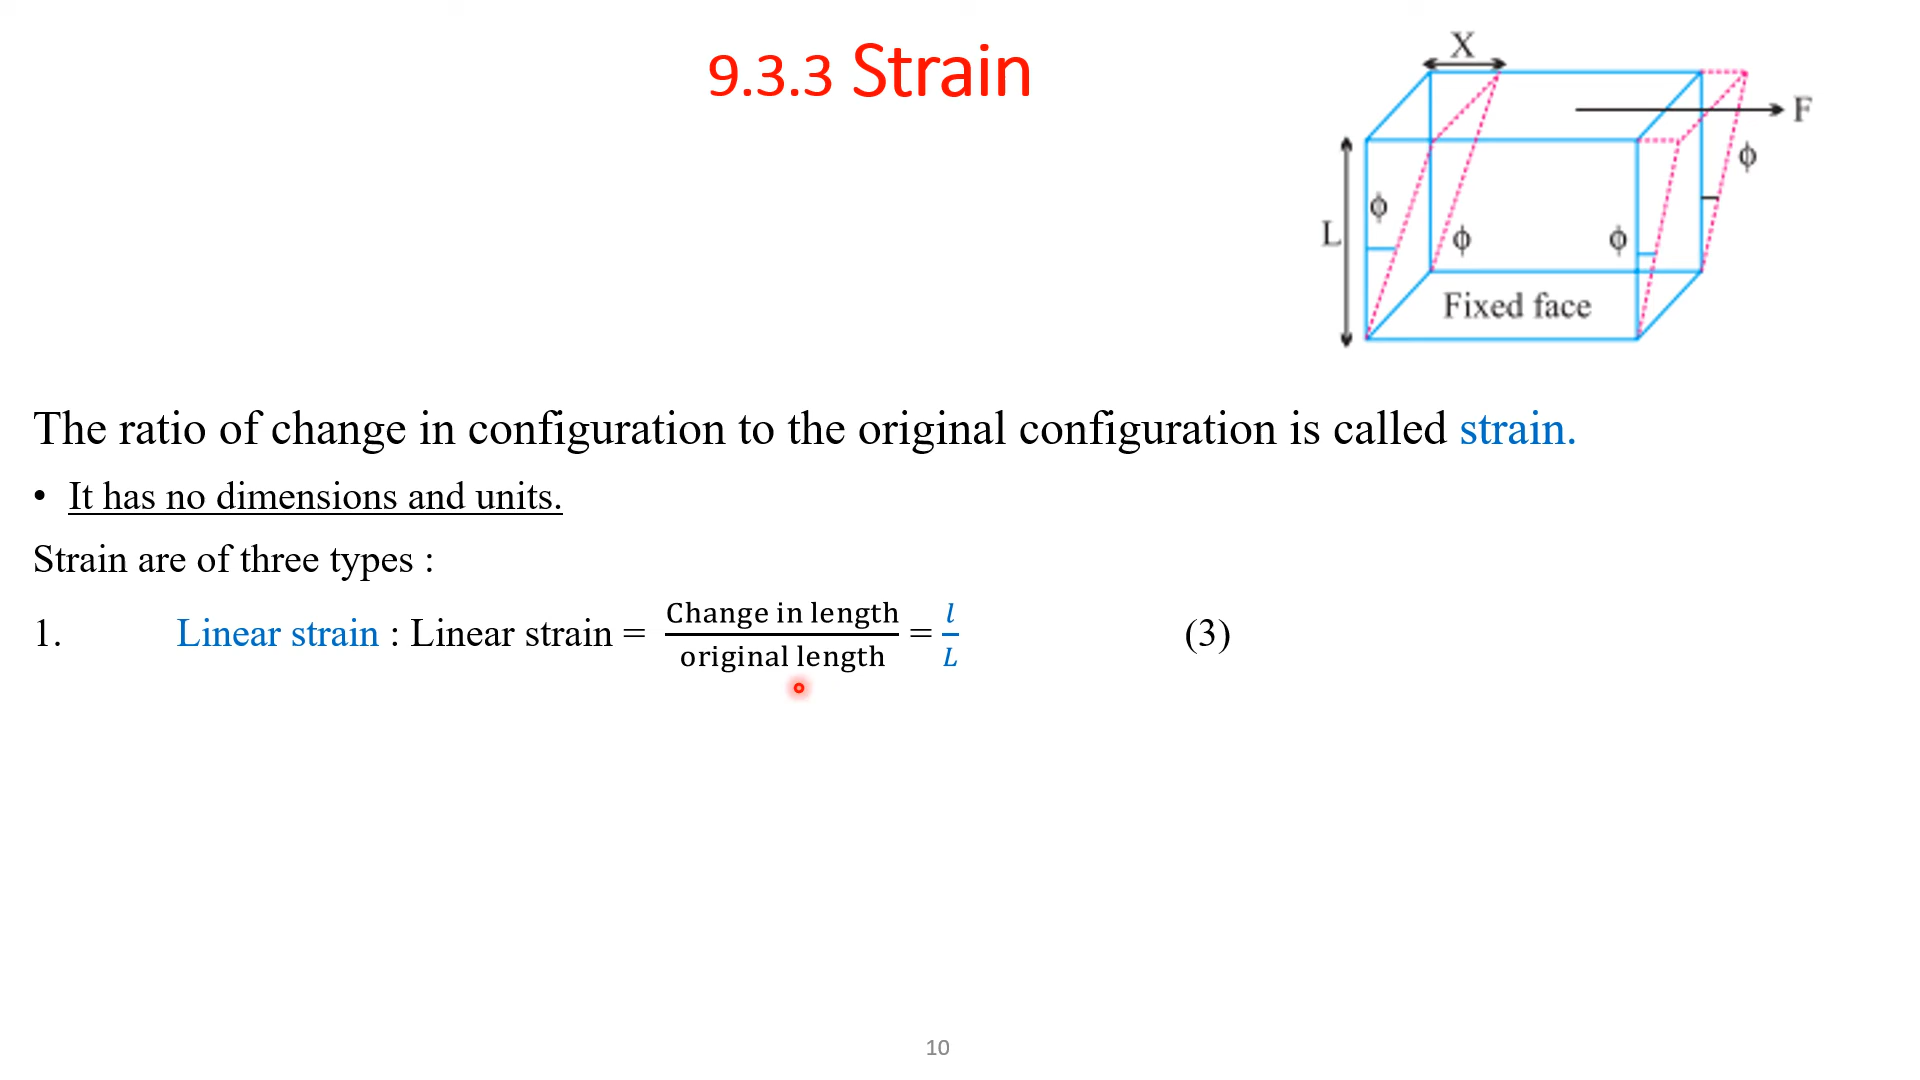 9.3.3 Strain
X
F
ϕ
ϕ
L
ϕ
ϕ
Fixed face
The ratio of change in configuration to the original configuration is called strain.
• It has no dimensions and units.
Strain are of three types :
1. Linear strain : Linear strain = Change in length / original length = l / L (3)
10